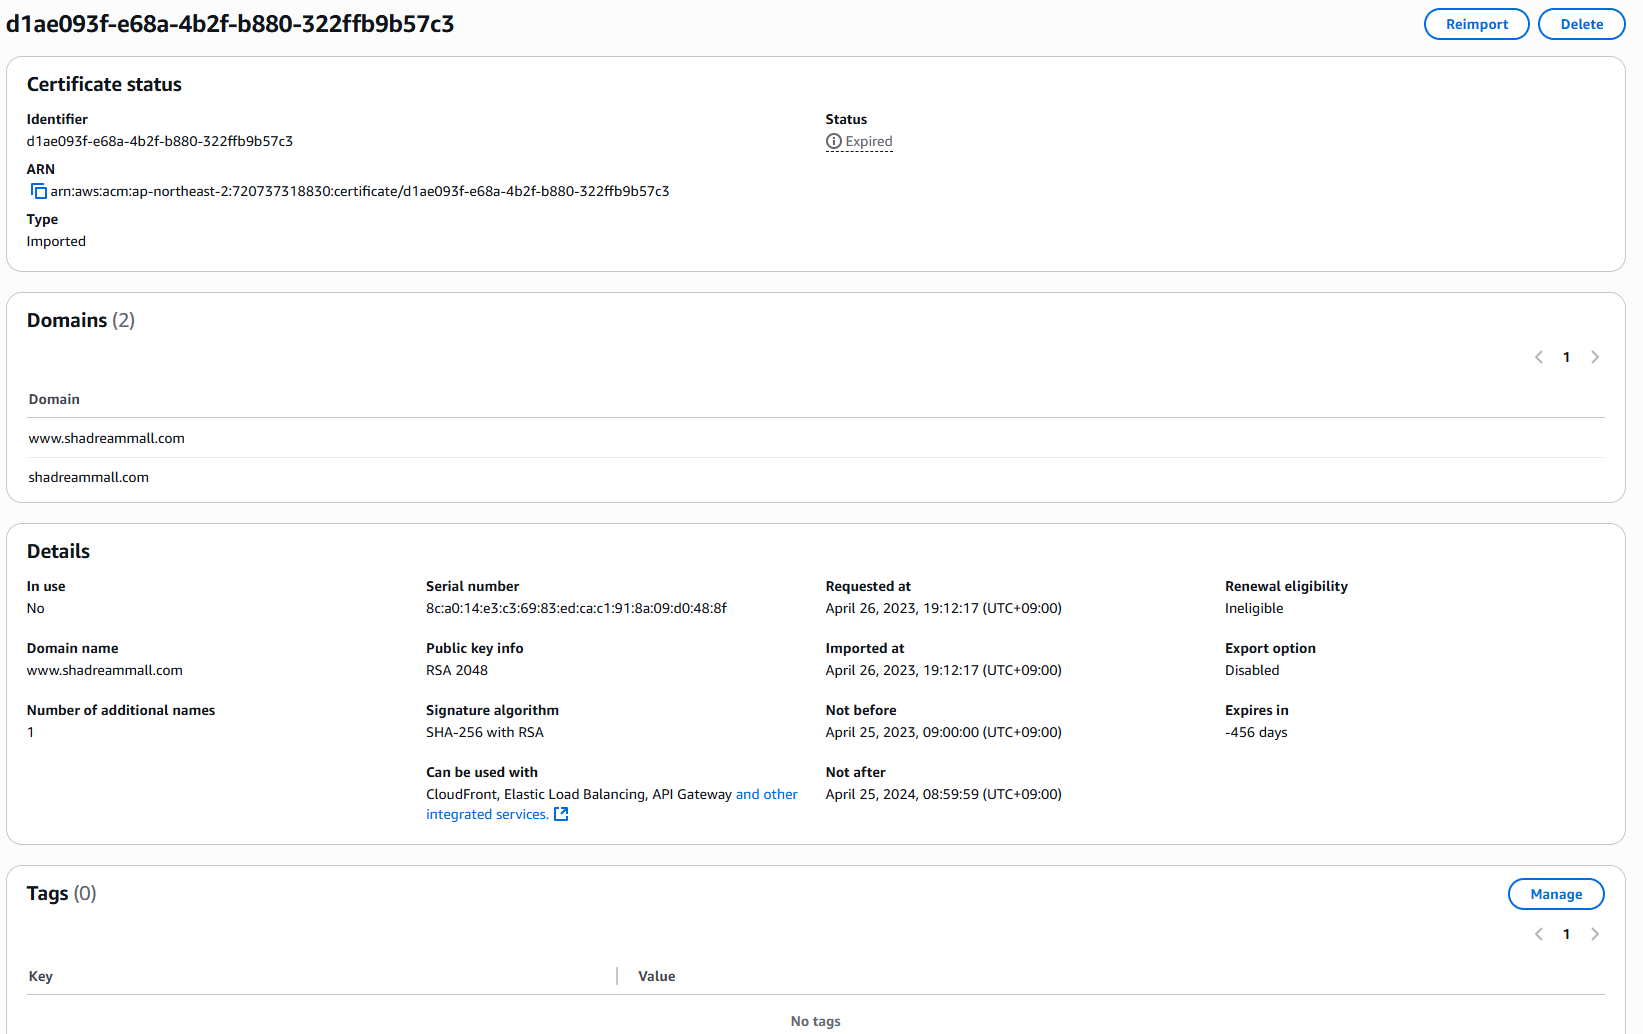 d1ae093f-e68a-4b2f-b880-322ffb9b57c3
Reimport
Delete
Certificate status
Identifier
d1ae093f-e68a-4b2f-b880-322ffb9b57c3
Status
Expired
ARN
arn:aws:acm:ap-northeast-2:720737318830:certificate/d1ae093f-e68a-4b2f-b880-322ffb9b57c3
Type
Imported
Domains (2)
1
Domain
www.shadreammall.com
shadreammall.com
Details
In use
No
Domain name
www.shadreammall.com
Number of additional names
1
Serial number
8c:a0:14:e3:c3:69:83:ed:ca:c1:91:8a:09:d0:48:8f
Public key info
RSA 2048
Signature algorithm
SHA-256 with RSA
Can be used with
CloudFront, Elastic Load Balancing, API Gateway and other
integrated services.
Requested at
April 26, 2023, 19:12:17 (UTC+09:00)
Imported at
April 26, 2023, 19:12:17 (UTC+09:00)
Not before
April 25, 2023, 09:00:00 (UTC+09:00)
Not after
April 25, 2024, 08:59:59 (UTC+09:00)
Renewal eligibility
Ineligible
Export option
Disabled
Expires in
-456 days
Tags (0)
Manage
1
Key
Value
No tags